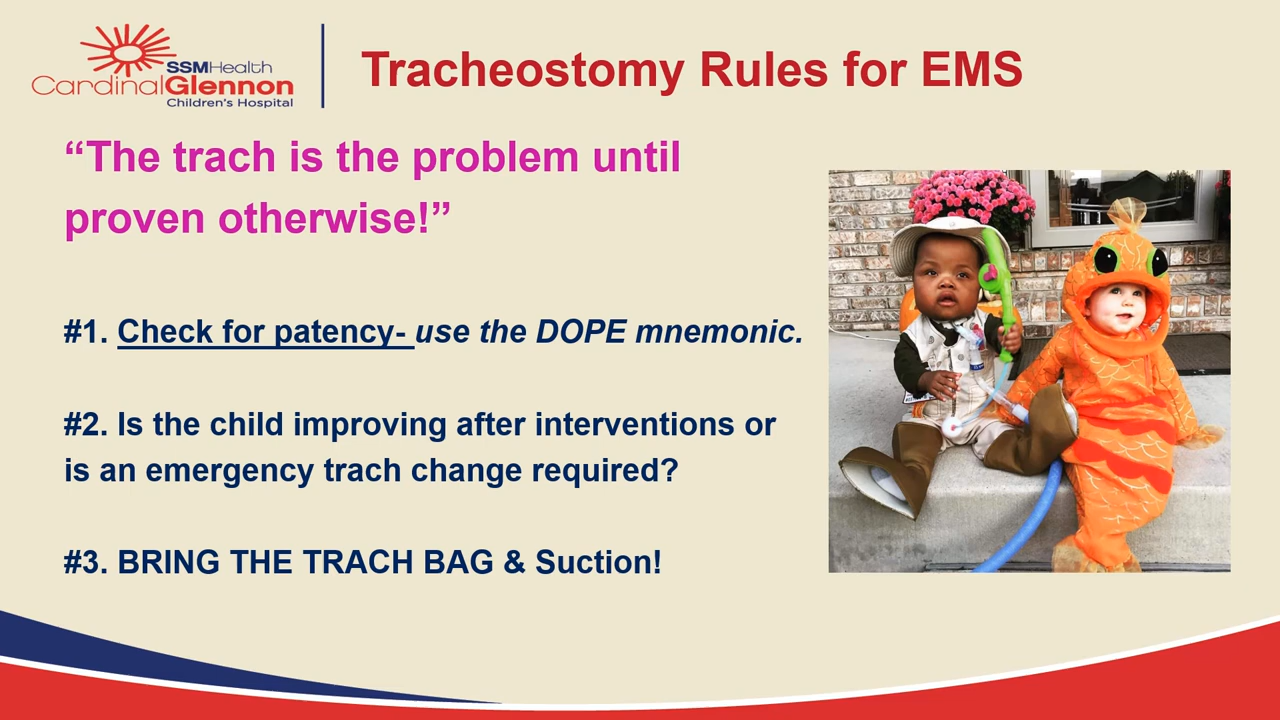 SSMHealth
CardinalGlennon
Children's Hospital
Tracheostomy Rules for EMS
“The trach is the problem until
proven otherwise!”
#1. Check for patency- use the DOPE mnemonic.
#2. Is the child improving after interventions or
is an emergency trach change required?
#3. BRING THE TRACH BAG & Suction!